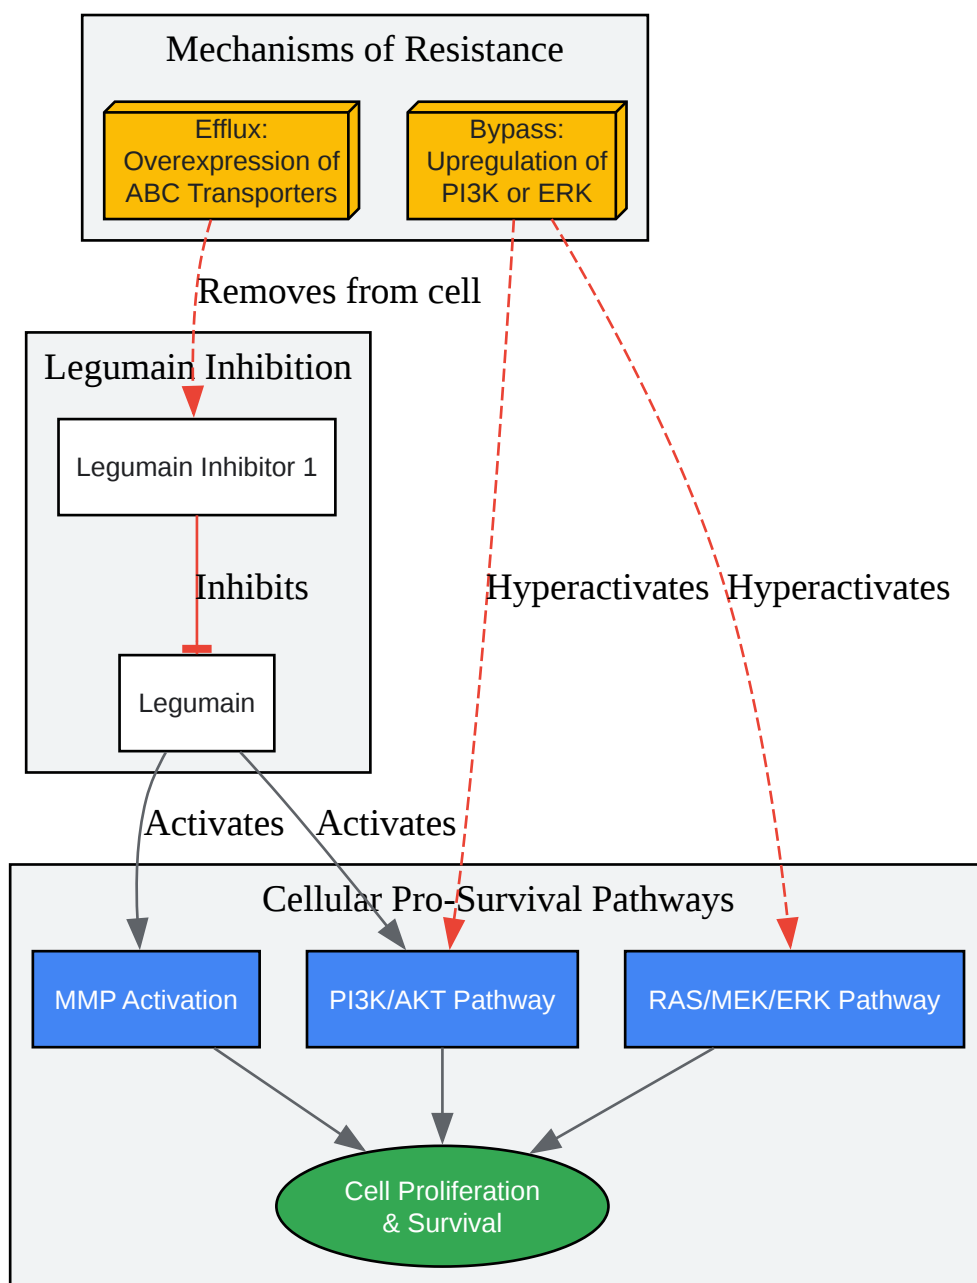 Mechanisms of Resistance
Efflux:
Overexpression of
ABC Transporters
Bypass:
Upregulation of
PI3K or ERK
Removes from cell
Legumain Inhibition
Legumain Inhibitor 1
Inhibits
Hyperactivates
Hyperactivates
Legumain
Activates
Activates
Cellular Pro-Survival Pathways
MMP Activation
PI3K/AKT Pathway
RAS/MEK/ERK Pathway
Cell Proliferation
& Survival